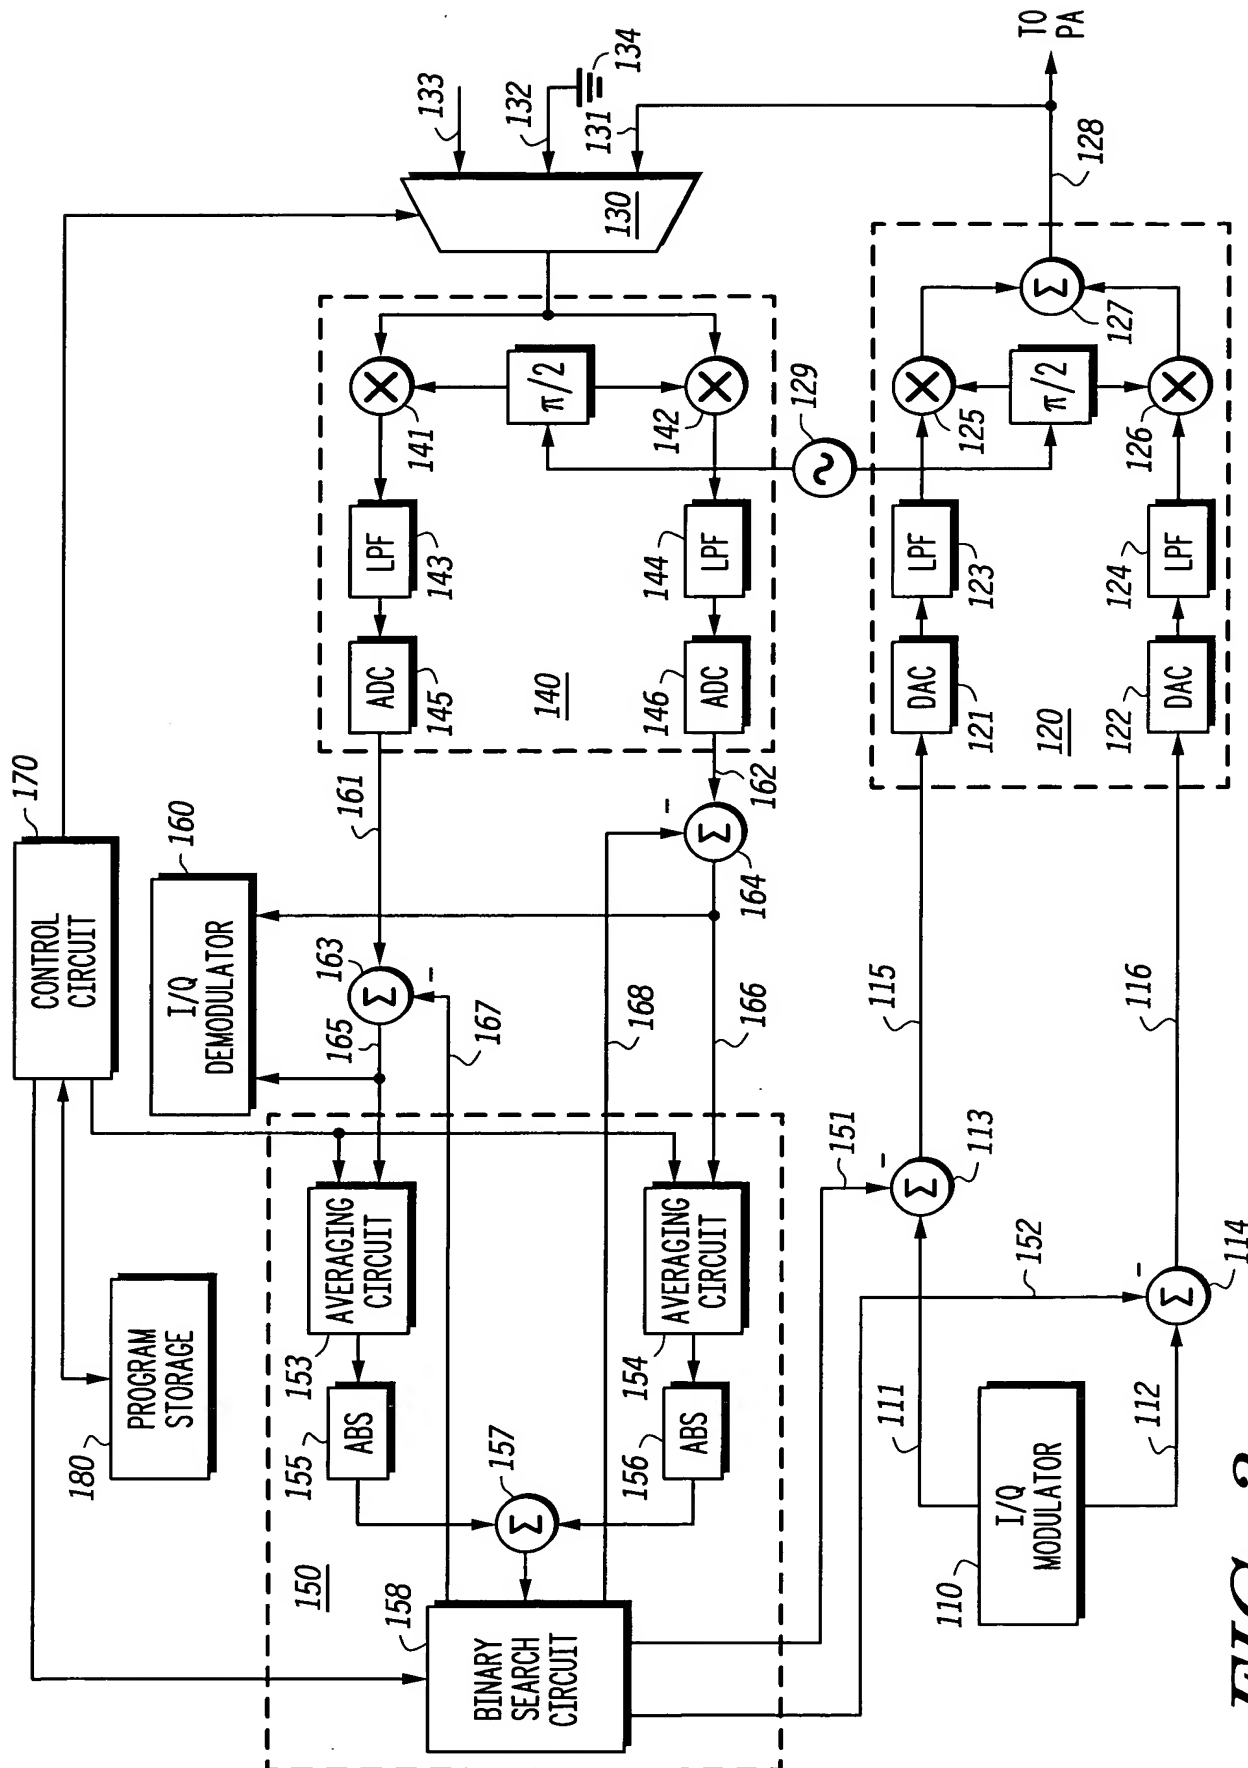 180
PROGRAM
STORAGE
CONTROL
CIRCUIT
170
I/Q
DEMODULATOR
160
150
158
BINARY
SEARCH
CIRCUIT
155
ABS
153
AVERAGING
CIRCUIT
165
163
161
145
ADC
143
LPF
141
133
157
167
140
π/2
130
132
134
131
168
156
ABS
154
AVERAGING
CIRCUIT
166
164
162
146
ADC
144
LPF
142
129
151
152
111
113
115
121
DAC
123
LPF
125
110
I/Q
MODULATOR
120
π/2
127
128
TO
PA
112
114
116
122
DAC
124
LPF
126
Σ
Σ
Σ
Σ
Σ
Σ
-
-
-
-
FIG.